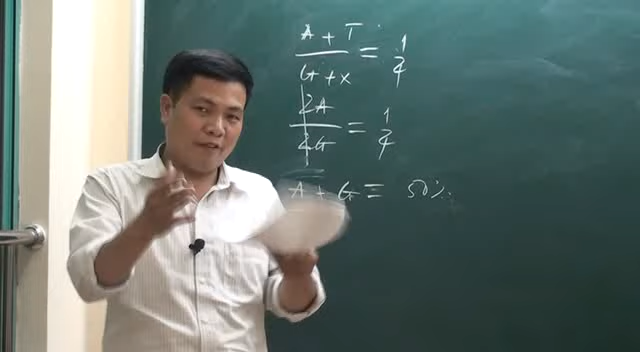 A + T / G + X = 1/4
2A / 2G = 1/4
A + G = 50%